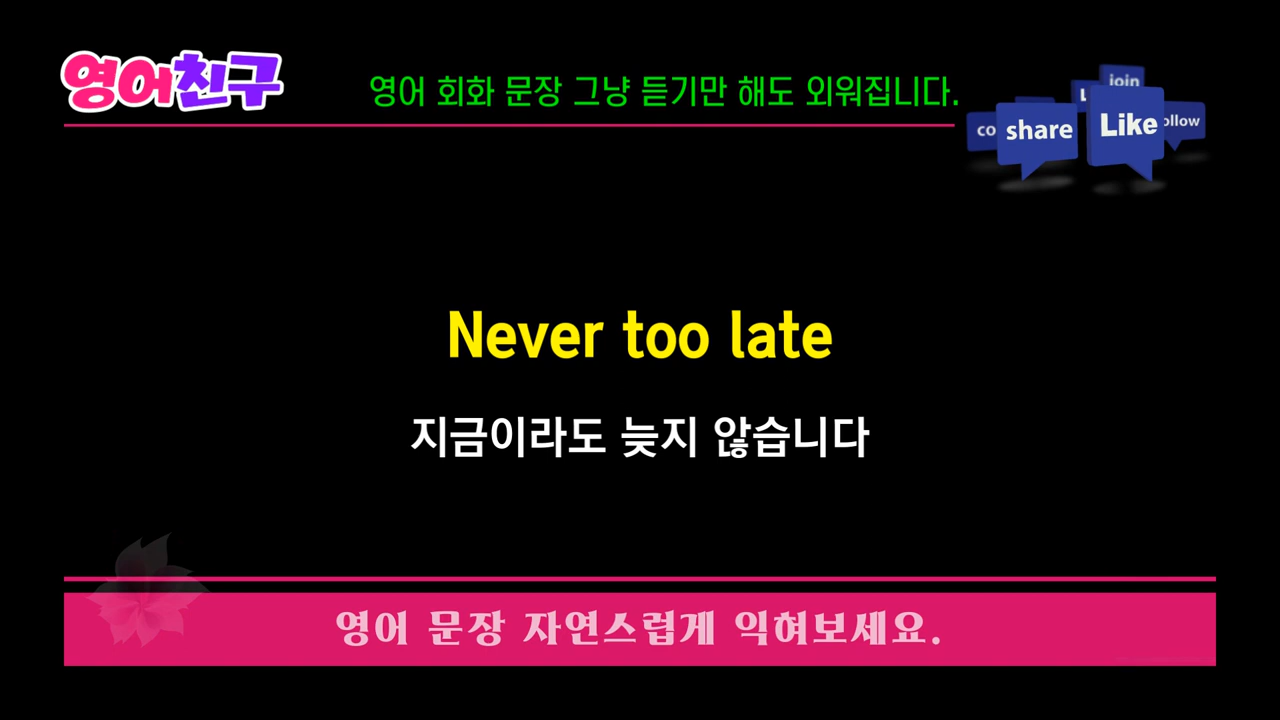 영어친구
영어 회화 문장 그냥 듣기만 해도 외워집니다.
join
share
Like
Never too late
지금이라도 늦지 않습니다
영어 문장 자연스럽게 익혀보세요.